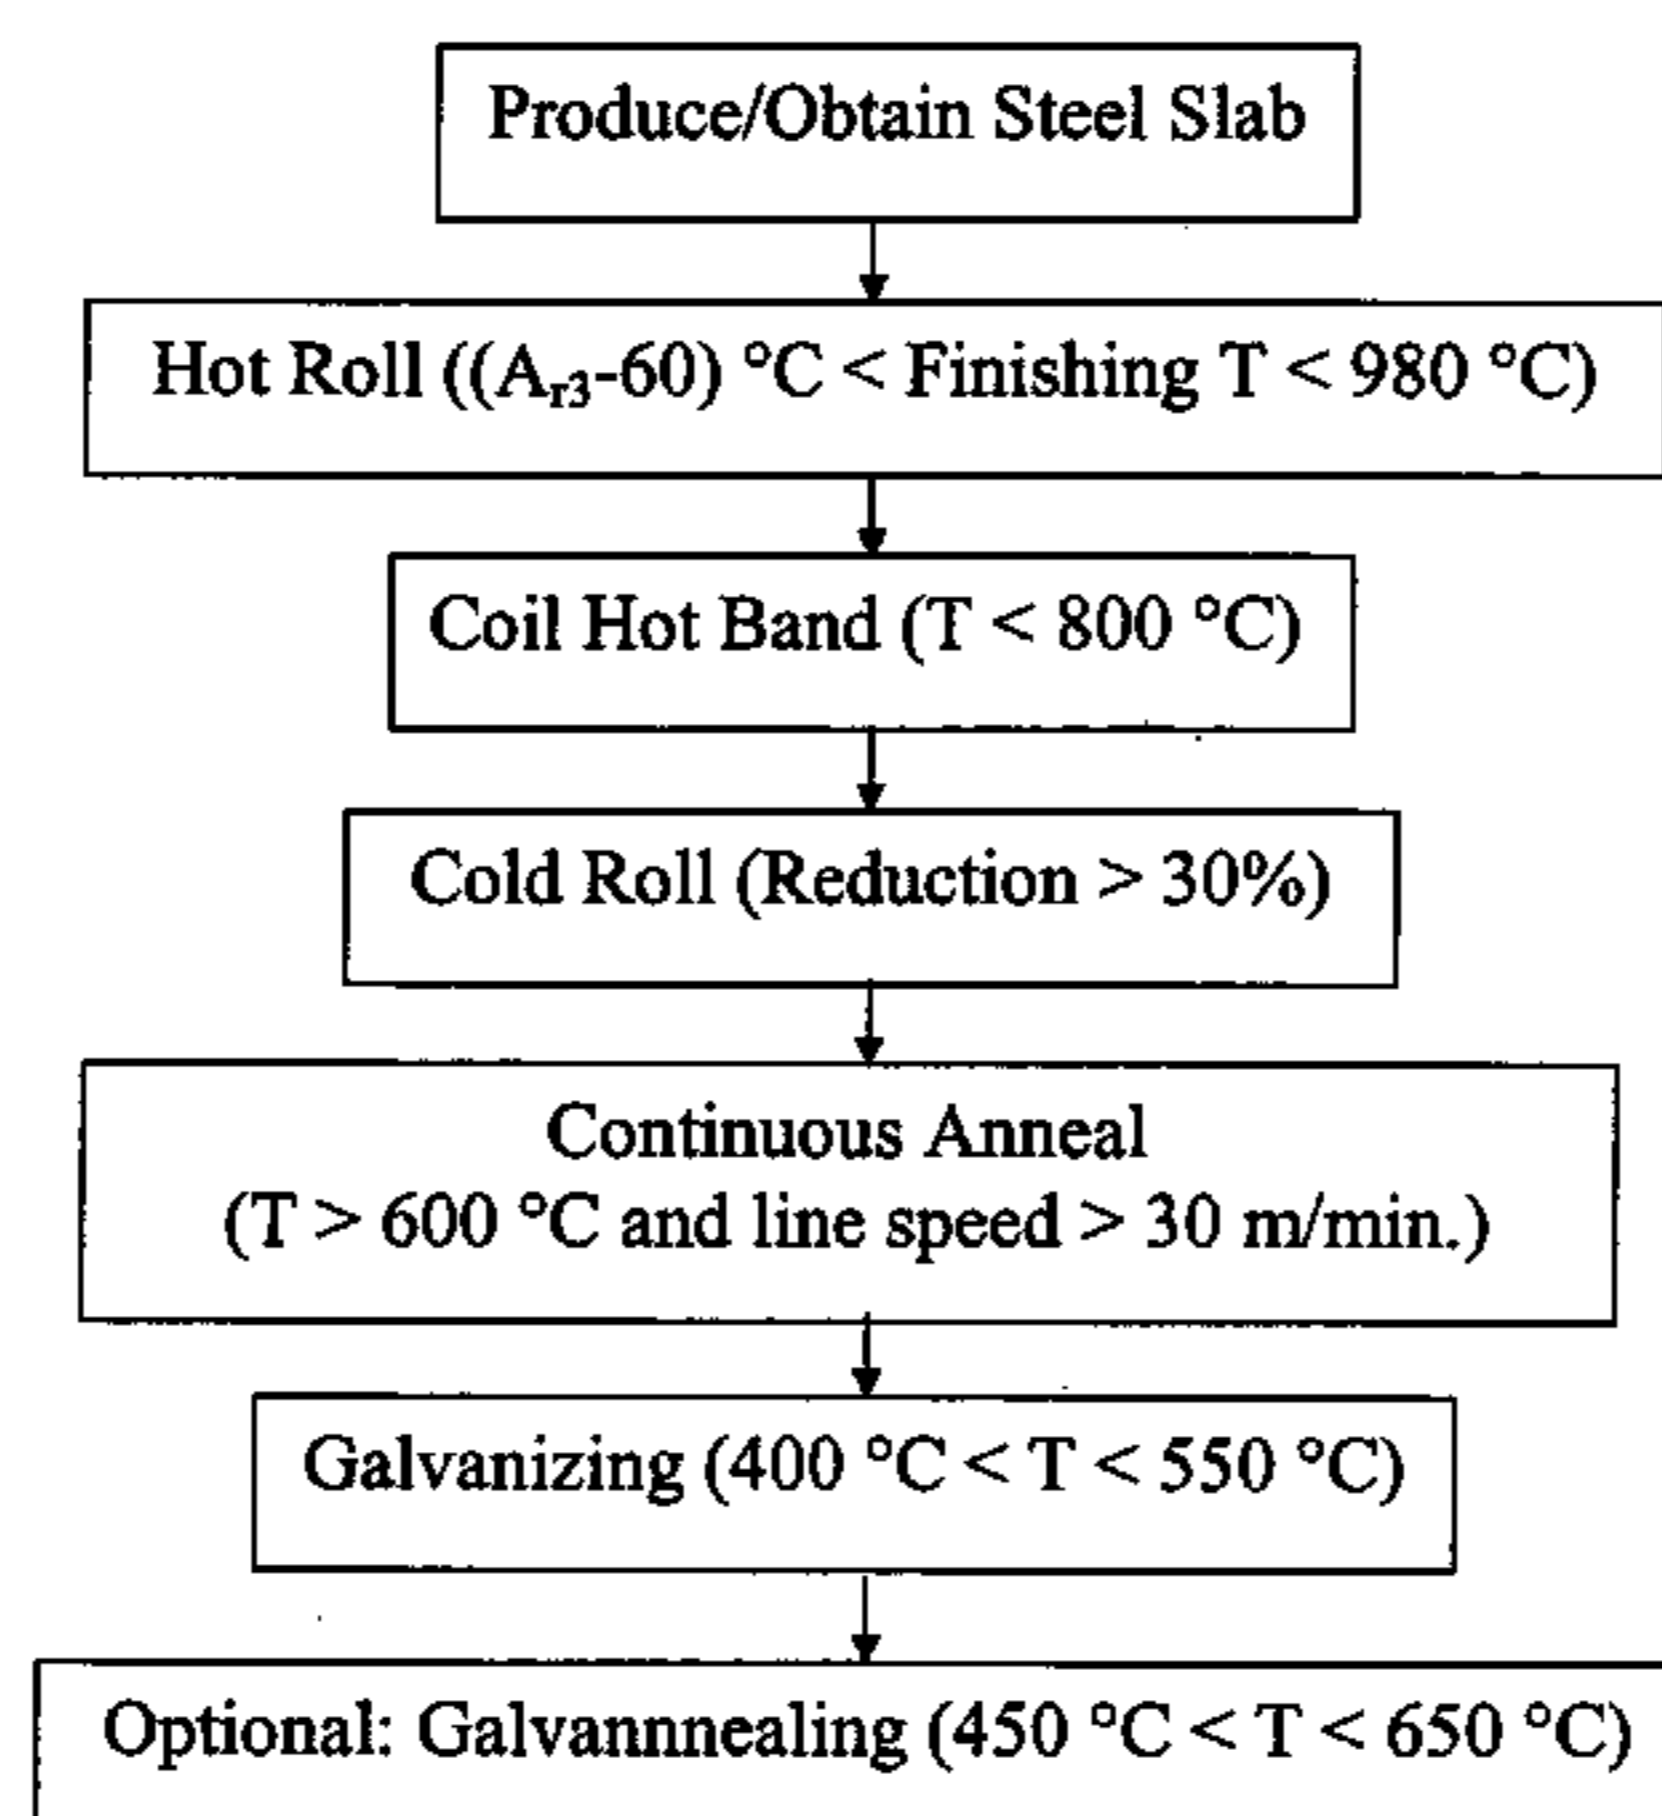 Produce/Obtain Steel Slab
Hot Roll ((Ar3-60) °C < Finishing T < 980 °C)
Coil Hot Band (T < 800 °C)
Cold Roll (Reduction > 30%)
Continuous Anneal
(T > 600 °C and line speed > 30 m/min.)
Galvanizing (400 °C < T < 550 °C)
Optional: Galvannnealing (450 °C < T < 650 °C)